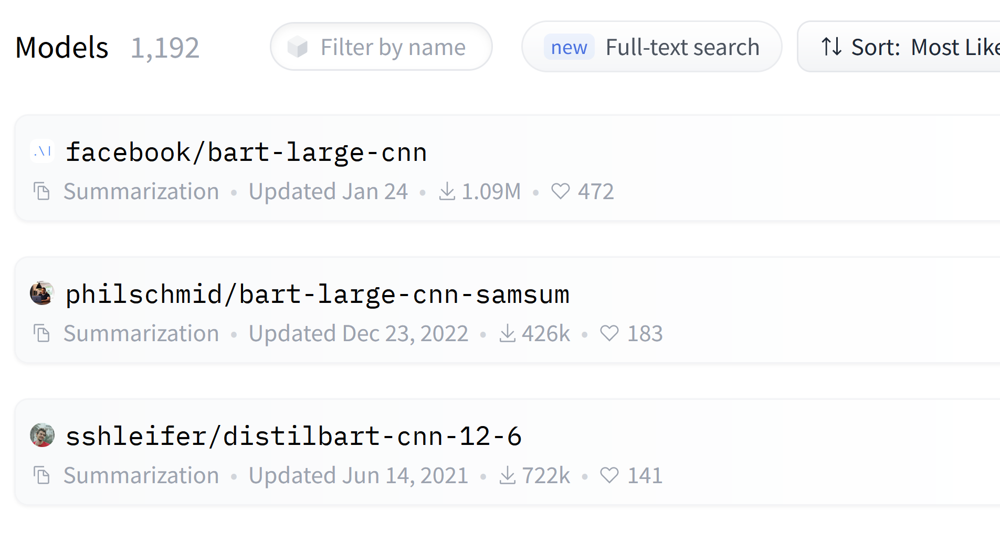 Models 1,192 Filter by name new Full-text search Sort: Most Like
facebook/bart-large-cnn
Summarization • Updated Jan 24 • 1.09M • 472
philschmid/bart-large-cnn-samsum
Summarization • Updated Dec 23, 2022 • 426k • 183
sshleifer/distilbart-cnn-12-6
Summarization • Updated Jun 14, 2021 • 722k • 141